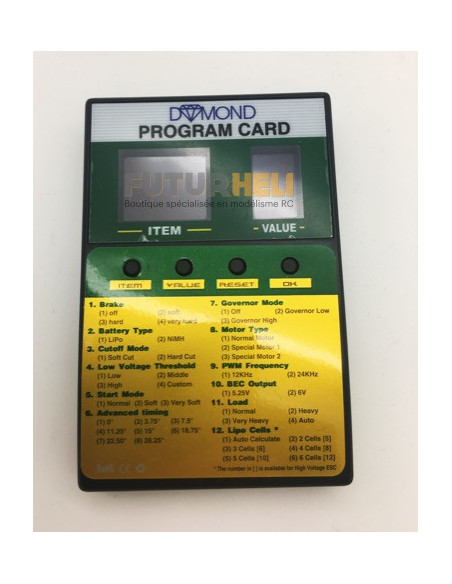 DYMOND
PROGRAM CARD
FUTURHELI
Boutique spécialisée en modélisme RC
ITEM
- VALUE -
ITEM VALUE RESET OK
1. Brake
(1) off (2) soft
(3) hard (4) very hard
2. Battery Type
(1) LiPo (2) NiMH
3. Cutoff Mode
(1) Soft Cut (2) Hard Cut
4. Low Voltage Threshold
(1) Low (2) Middle
(3) High (4) Custom
5. Start Mode
(1) Normal (2) Soft (3) Very Soft
6. Advanced timing
(1) 0° (2) 3.75° (3) 7.5°
(4) 11.25° (5) 15° (6) 18.75°
(7) 22.50° (8) 26.25°
7. Governor Mode
(1) Off (2) Governor Low
(3) Governor High
8. Motor Type
(1) Normal Motor
(2) Special Motor 1
(3) Special Motor 2
9. PWM Frequency
(1) 12KHz (2) 24KHz
10. BEC Output
(1) 5.25V (2) 6V
11. Load
(1) Normal (2) Heavy
(3) Very Heavy (4) Auto
12. Lipo Cells *
(1) Auto Calculate (2) 2 Cells [5]
(3) 3 Cells [6] (4) 4 Cells [8]
(5) 5 Cells [10] (6) 6 Cells [12]
* The number in [ ] is available for High Voltage ESC
RoHS CE